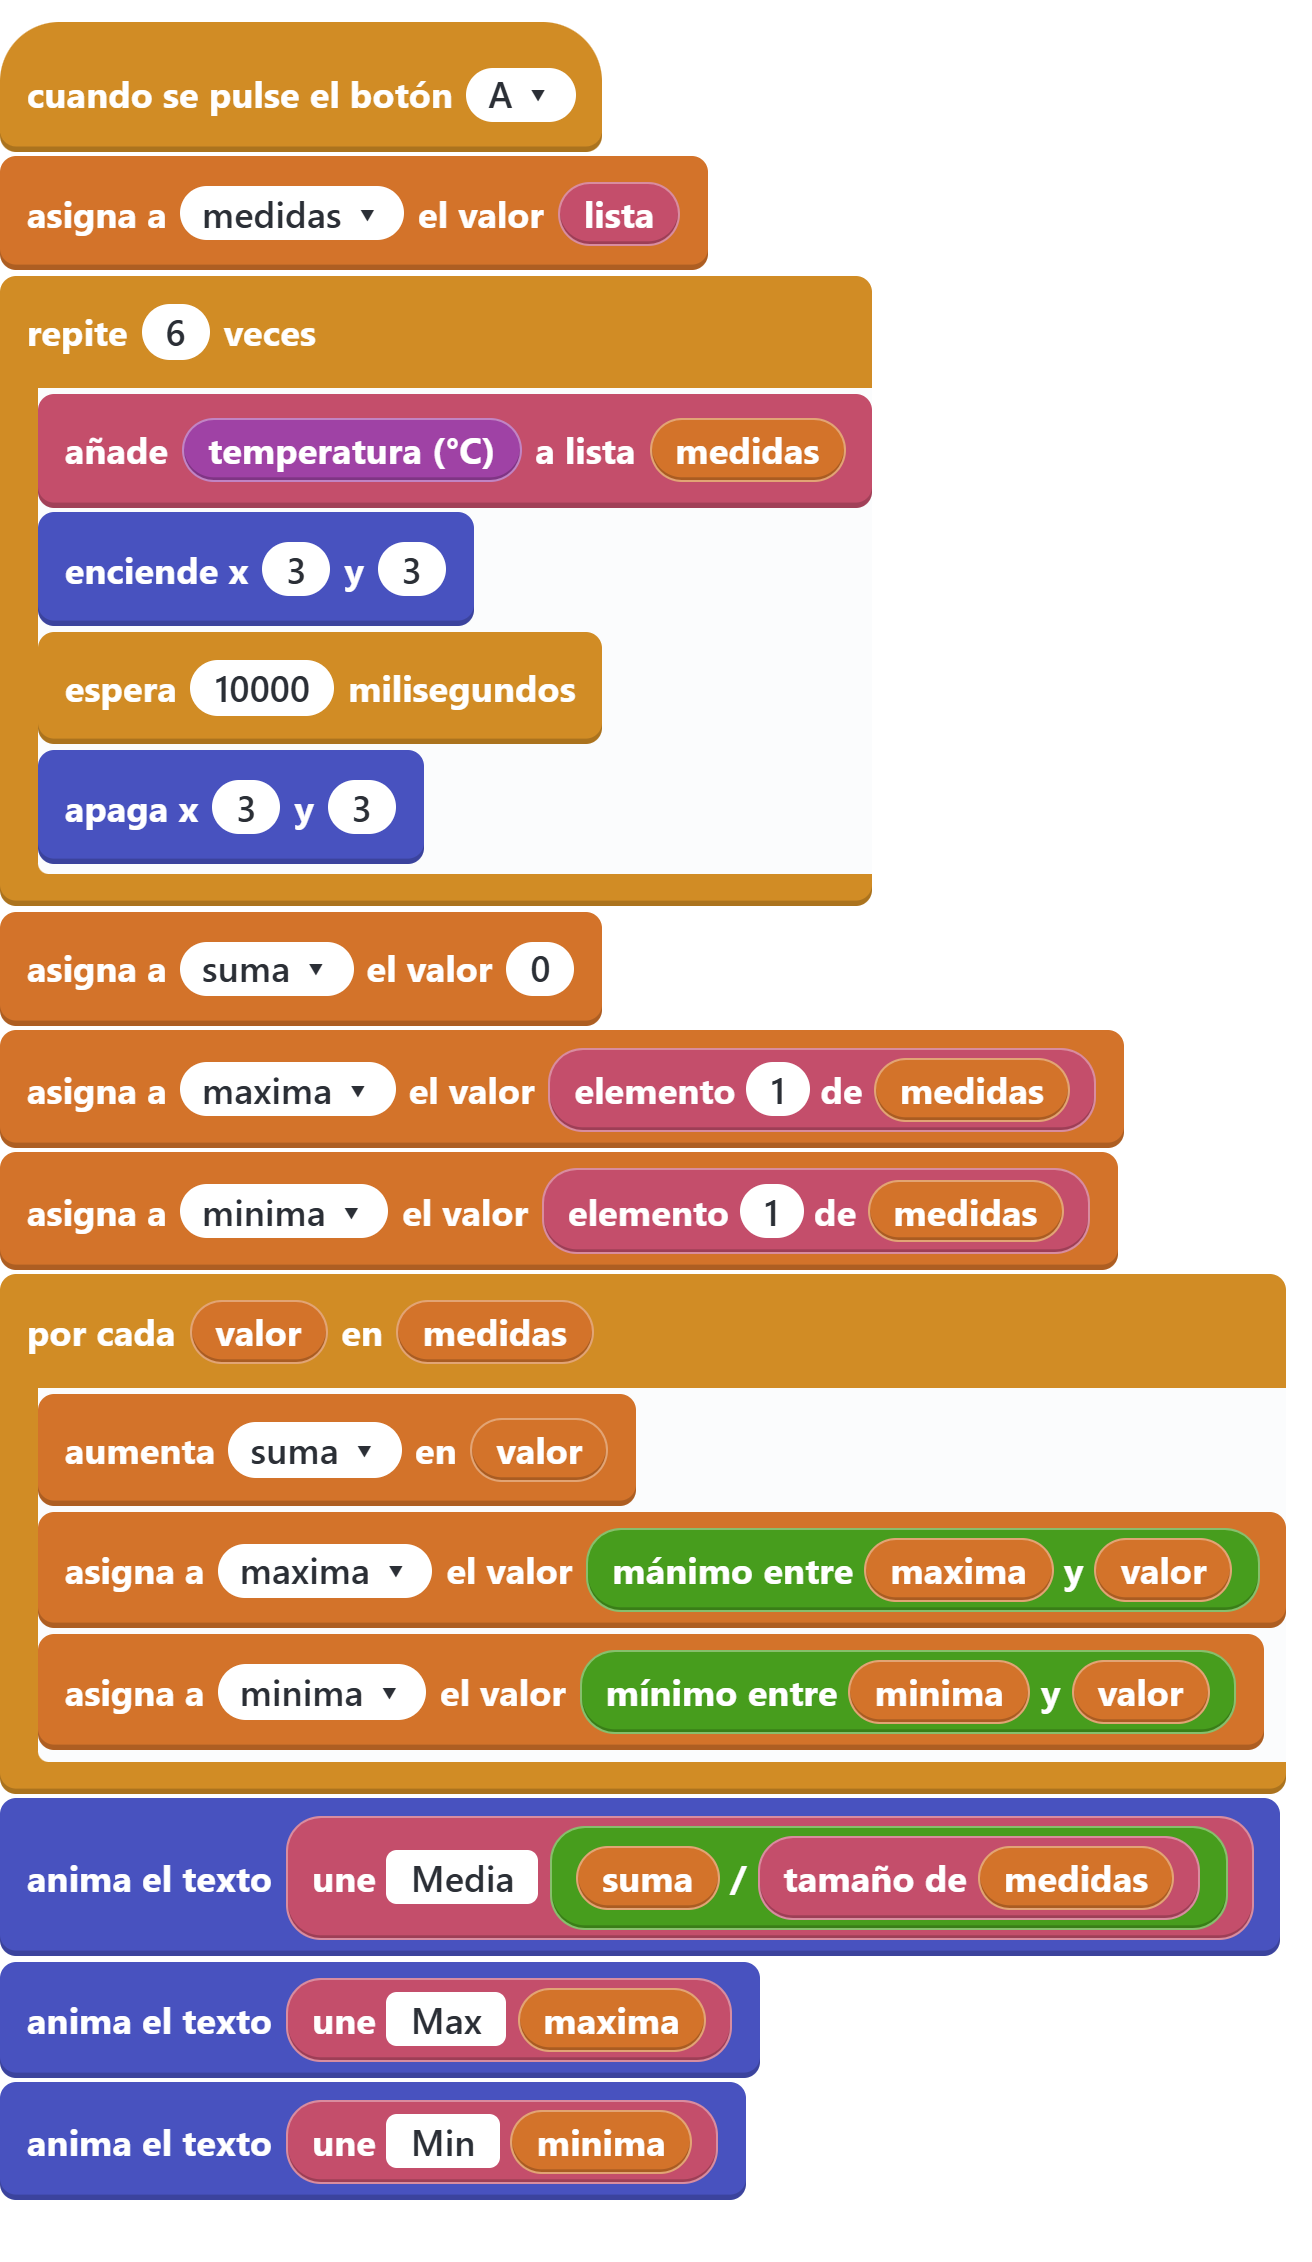 cuando se pulse el botón A
asigna a medidas el valor lista
repite 6 veces
añade temperatura (°C) a lista medidas
enciende x 3 y 3
espera 10000 milisegundos
apaga x 3 y 3
asigna a suma el valor 0
asigna a maxima el valor elemento 1 de medidas
asigna a minima el valor elemento 1 de medidas
por cada valor en medidas
aumenta suma en valor
asigna a maxima el valor mánimo entre maxima y valor
asigna a minima el valor mínimo entre minima y valor
anima el texto une Media suma / tamaño de medidas
anima el texto une Max maxima
anima el texto une Min minima